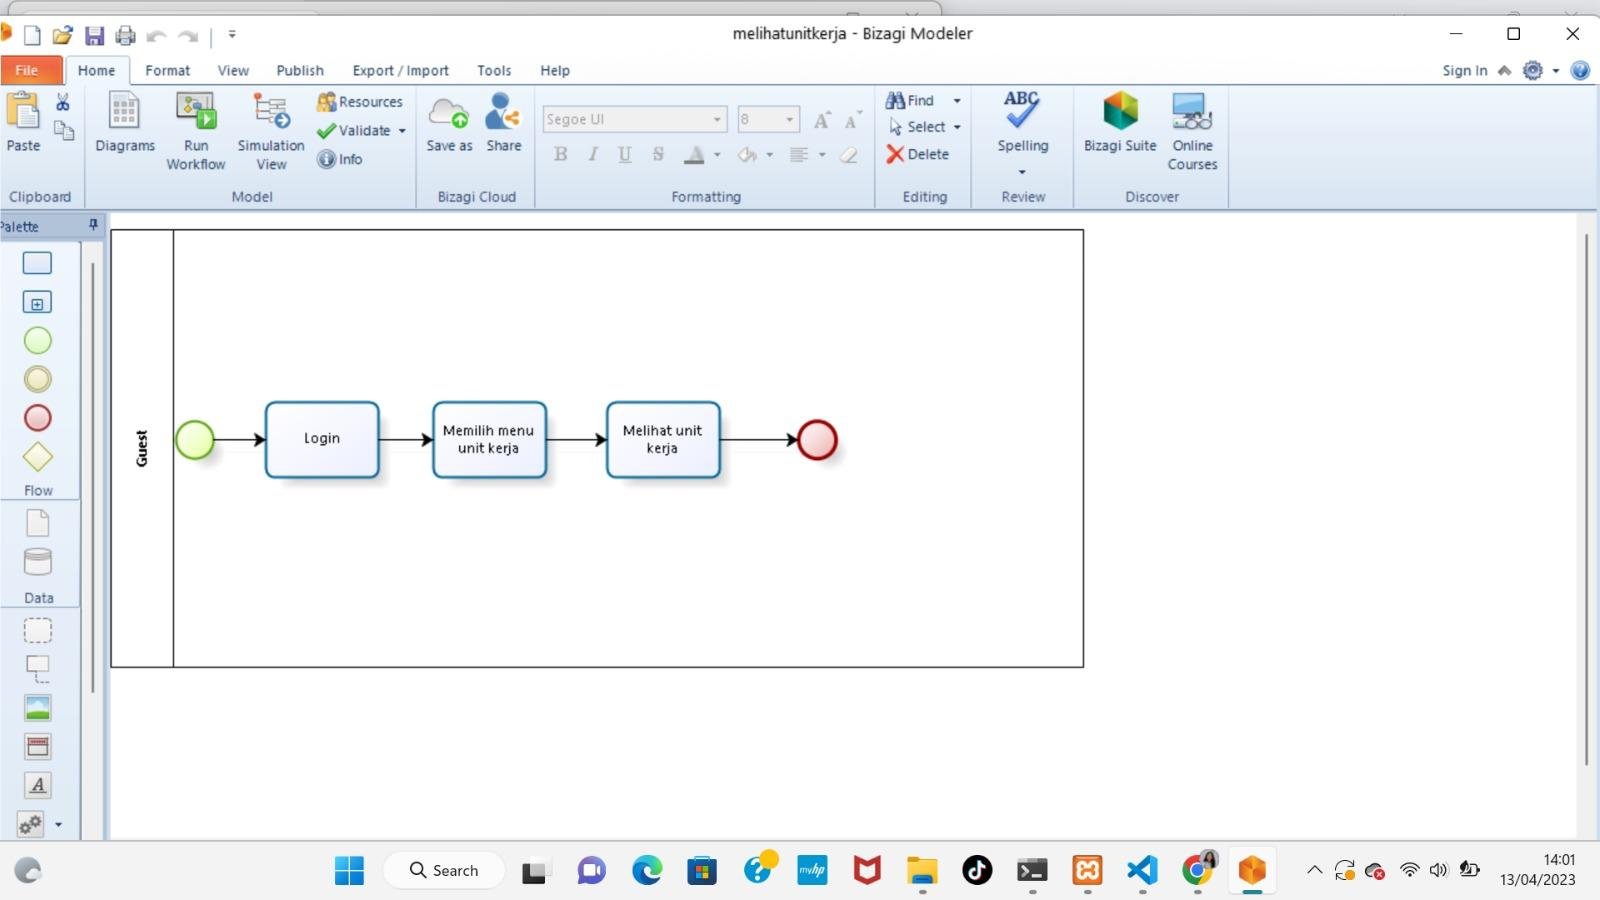 melihatunitkerja - Bizagi Modeler
File Home Format View Publish Export / Import Tools Help Sign In
Paste
Clipboard
Diagrams
Run Workflow
Simulation View
Resources
Validate
Info
Model
Save as
Share
Bizagi Cloud
Segoe UI
8
B I U S A
Formatting
Find
Select
Delete
Editing
ABC
Spelling
Review
Bizagi Suite
Online Courses
Discover
Palette
Flow
Data
A
Guest
Login
Memilih menu
unit kerja
Melihat unit
kerja
Search
myhp
14:01
13/04/2023